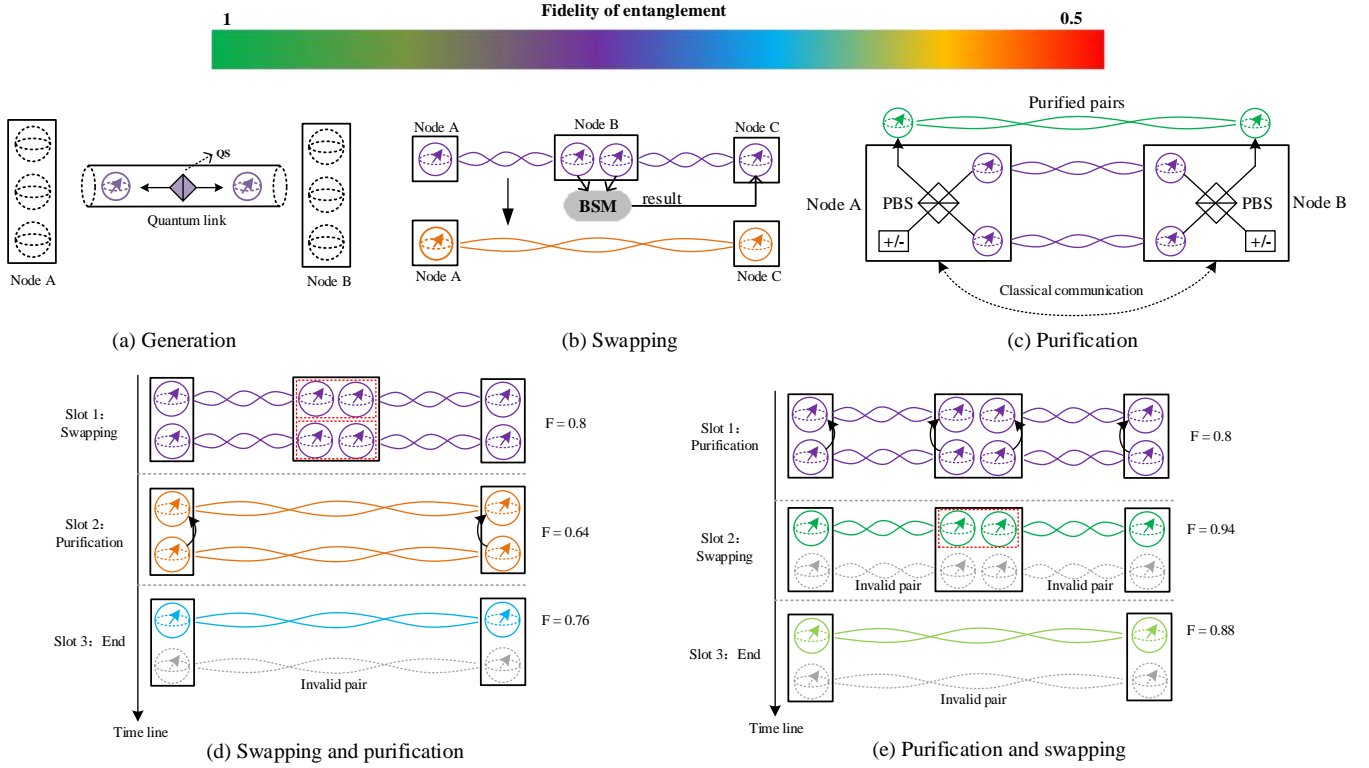 Fidelity of entanglement
1
0.5
QS
Quantum link
Node A
Node B
(a) Generation
Node A
Node B
Node C
BSM
result
Node A
Node C
(b) Swapping
Purified pairs
Node A
PBS
PBS
Node B
+/-
+/-
Classical communication
(c) Purification
Slot 1:
Swapping
F = 0.8
Slot 2:
Purification
F = 0.64
Slot 3: End
F = 0.76
Invalid pair
Time line
(d) Swapping and purification
Slot 1:
Purification
F = 0.8
Slot 2:
Swapping
F = 0.94
Invalid pair
Invalid pair
Slot 3: End
F = 0.88
Invalid pair
Time line
(e) Purification and swapping